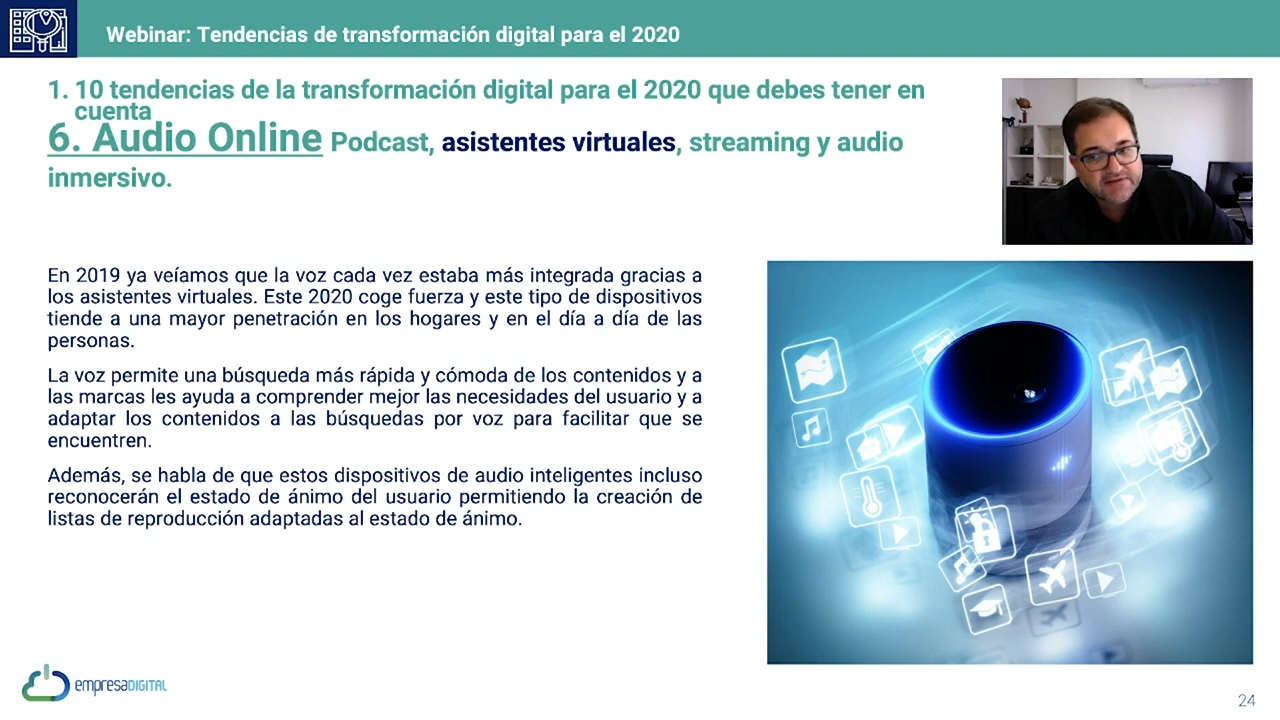 Webinar: Tendencias de transformación digital para el 2020
1. 10 tendencias de la transformación digital para el 2020 que debes tener en
cuenta
6. Audio Online Podcast, asistentes virtuales, streaming y audio
inmersivo.
En 2019 ya veíamos que la voz cada vez estaba más integrada gracias a
los asistentes virtuales. Este 2020 coge fuerza y este tipo de dispositivos
tiende a una mayor penetración en los hogares y en el día a día de las
personas.
La voz permite una búsqueda más rápida y cómoda de los contenidos y a
las marcas les ayuda a comprender mejor las necesidades del usuario y a
adaptar los contenidos a las búsquedas por voz para facilitar que se
encuentren.
Además, se habla de que estos dispositivos de audio inteligentes incluso
reconocerán el estado de ánimo del usuario permitiendo la creación de
listas de reproducción adaptadas al estado de ánimo.
empresaDIGITAL
24